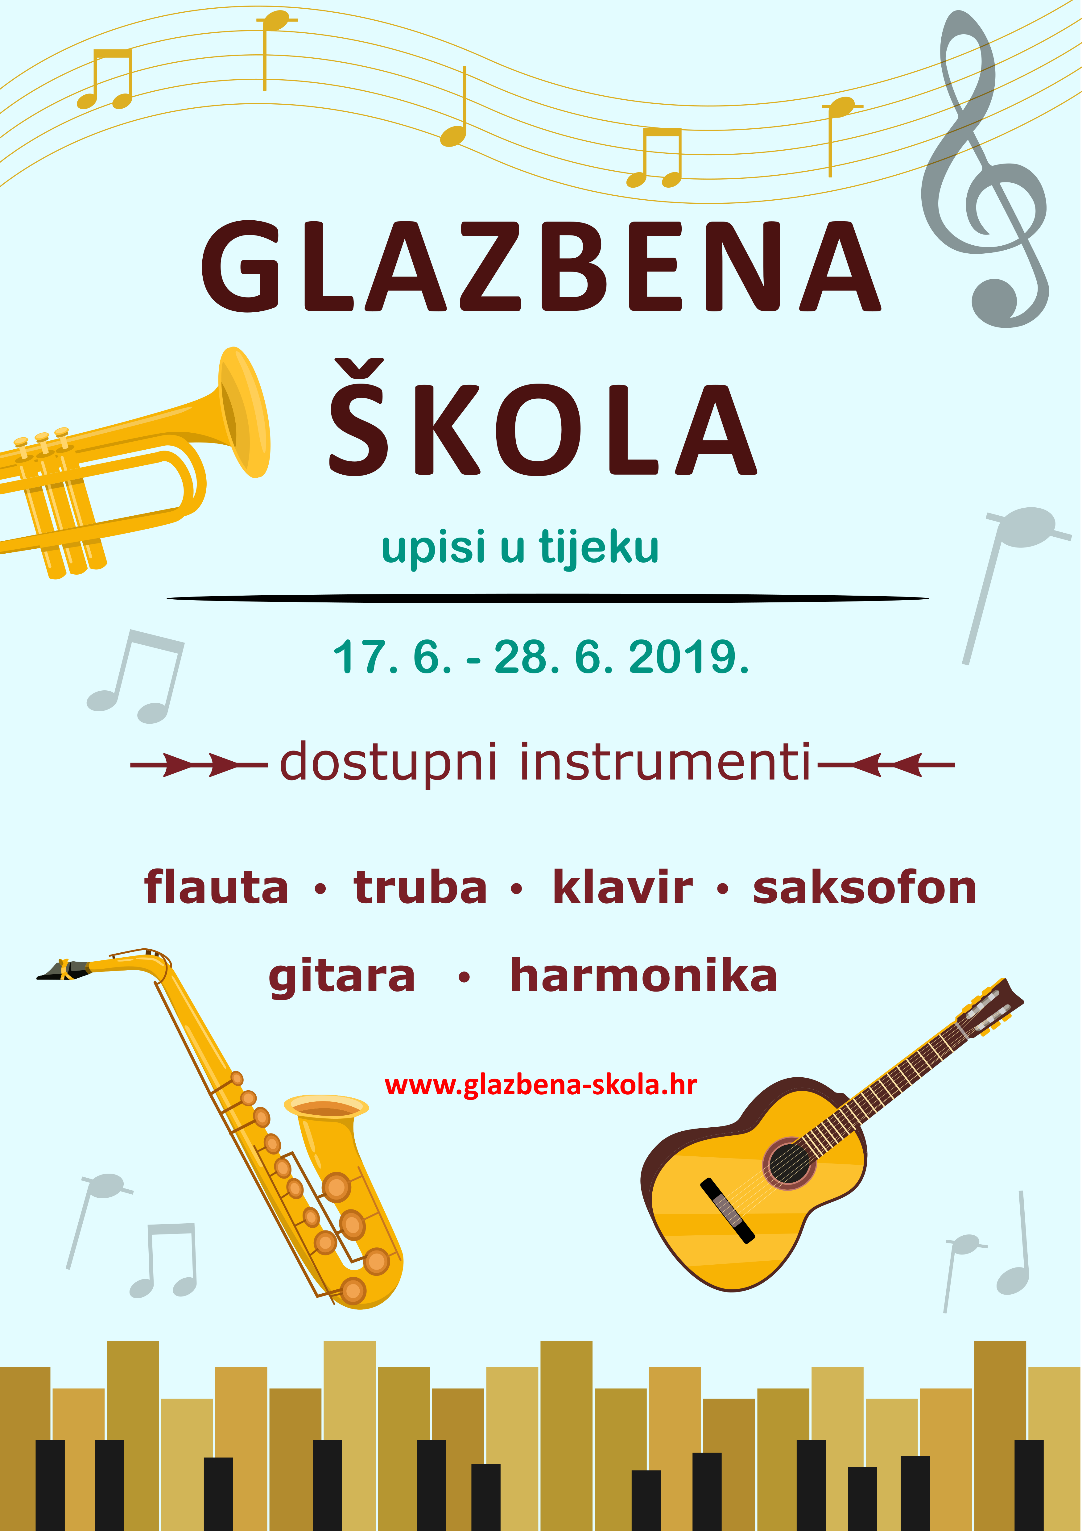 GLAZBENA
ŠKOLA
upisi u tijeku
17. 6. - 28. 6. 2019.
dostupni instrumenti
flauta • truba • klavir • saksofon
gitara • harmonika
www.glazbena-skola.hr